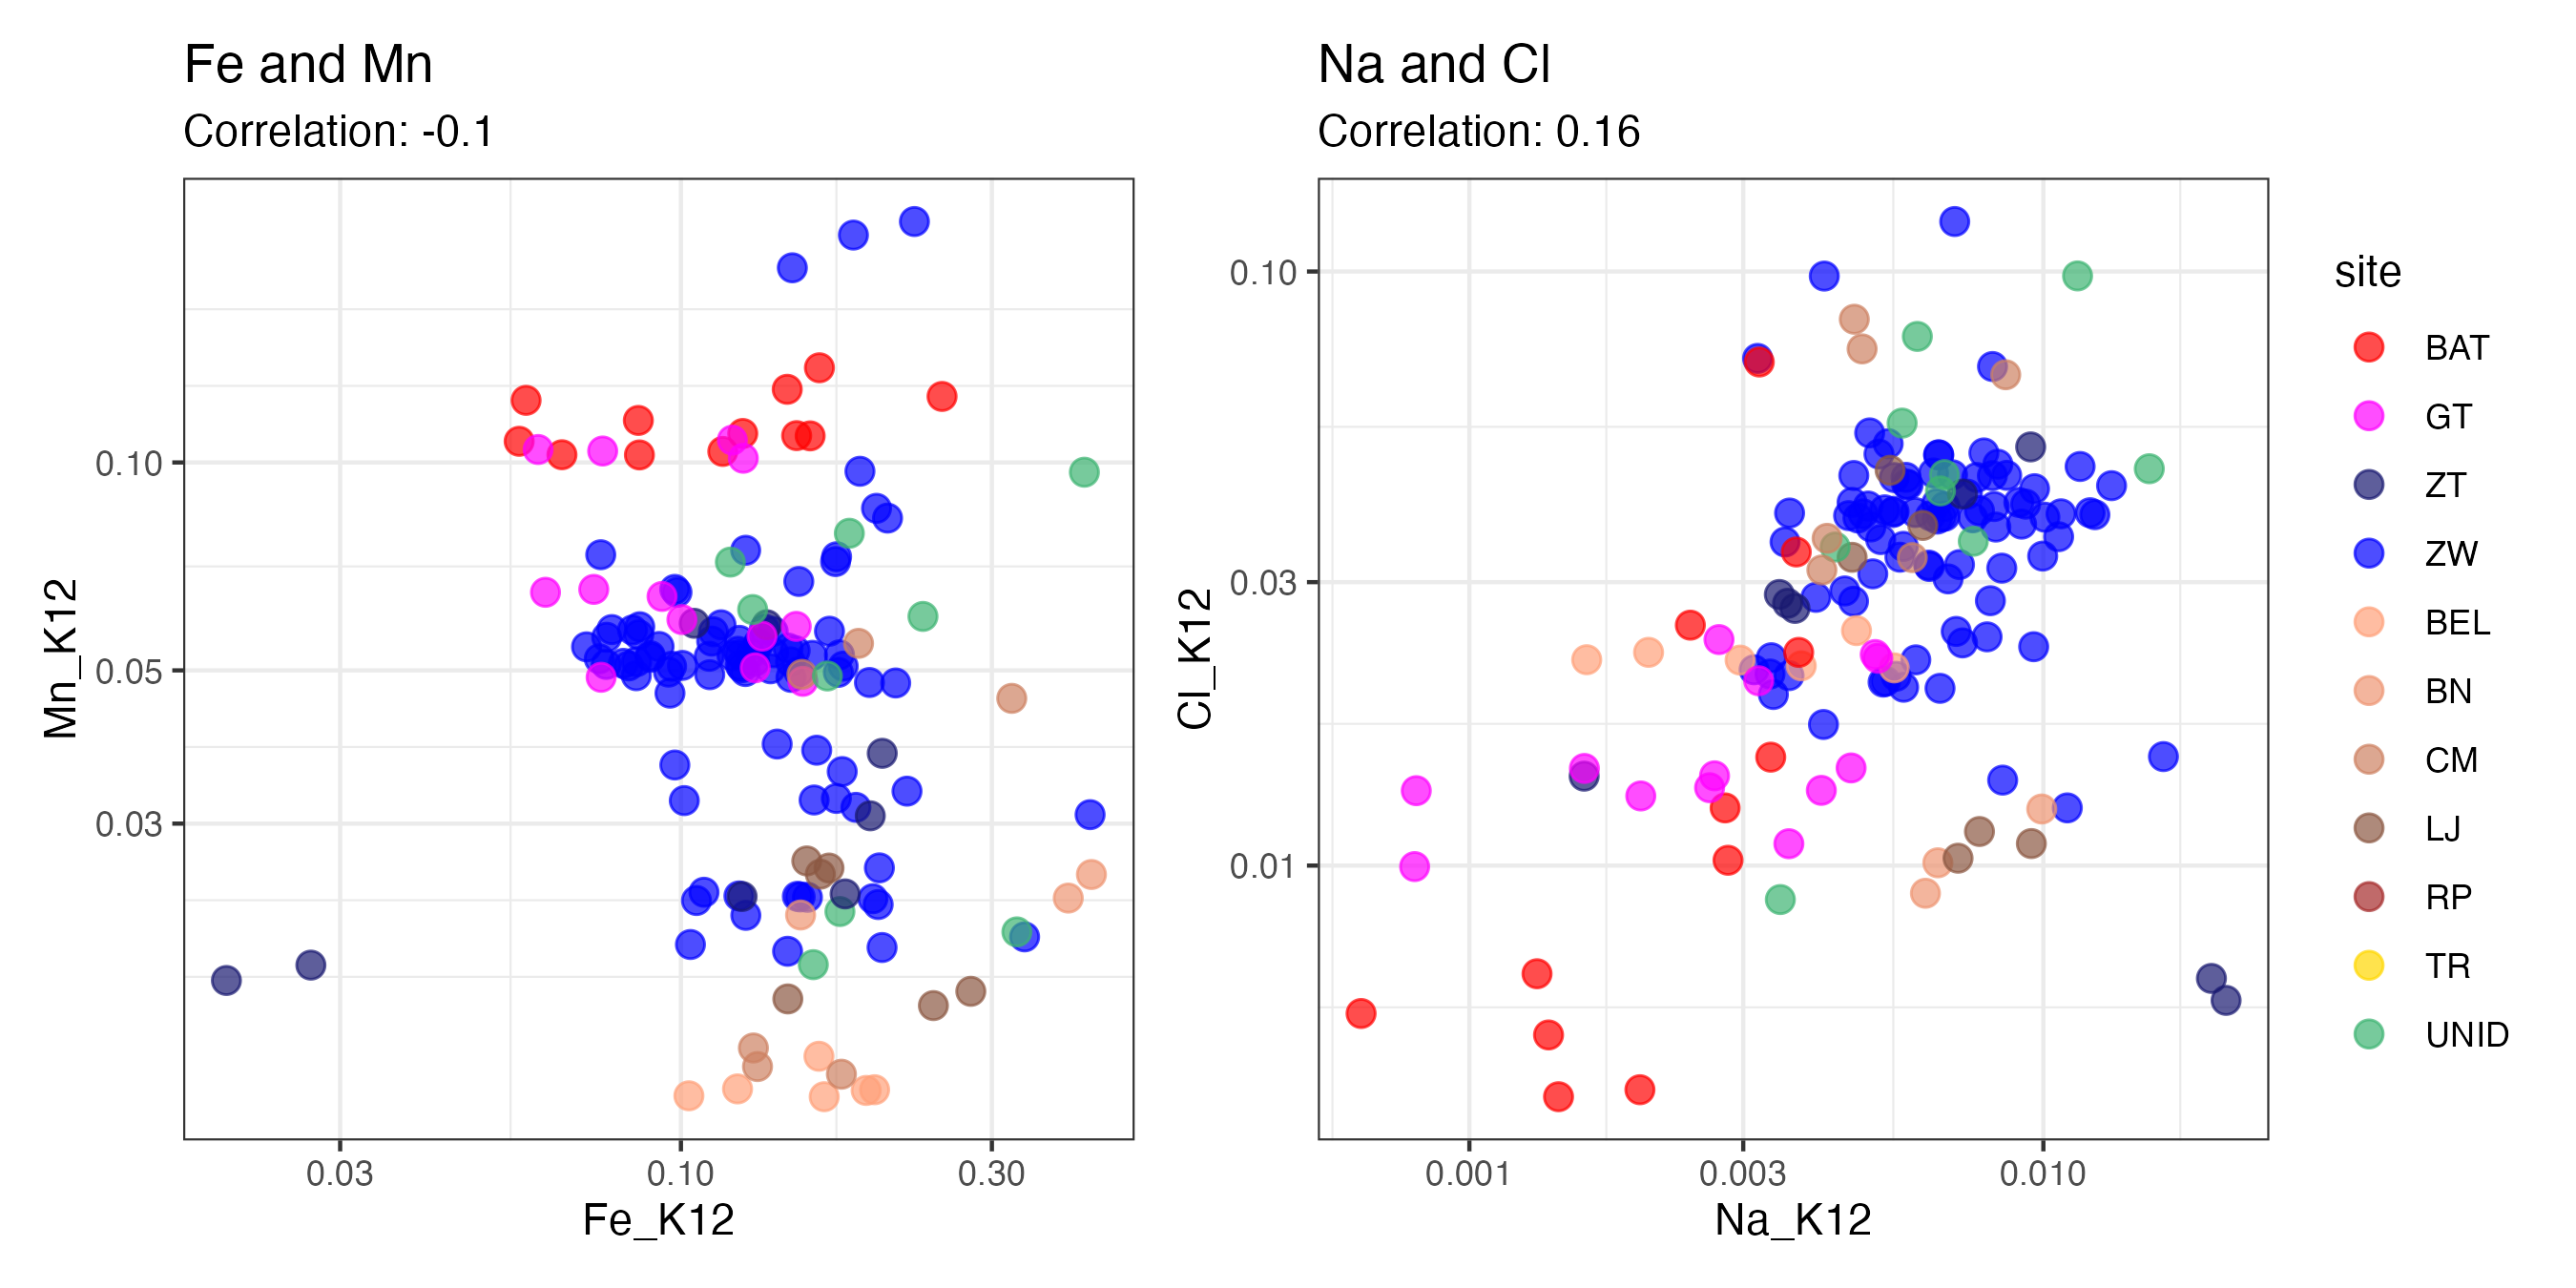 Fe and Mn
Correlation: -0.1
Mn_K12
0.10
0.05
0.03
0.03
0.10
0.30
Fe_K12
Na and Cl
Correlation: 0.16
Cl_K12
0.10
0.03
0.01
0.001
0.003
0.010
Na_K12
site
BAT
GT
ZT
ZW
BEL
BN
CM
LJ
RP
TR
UNID